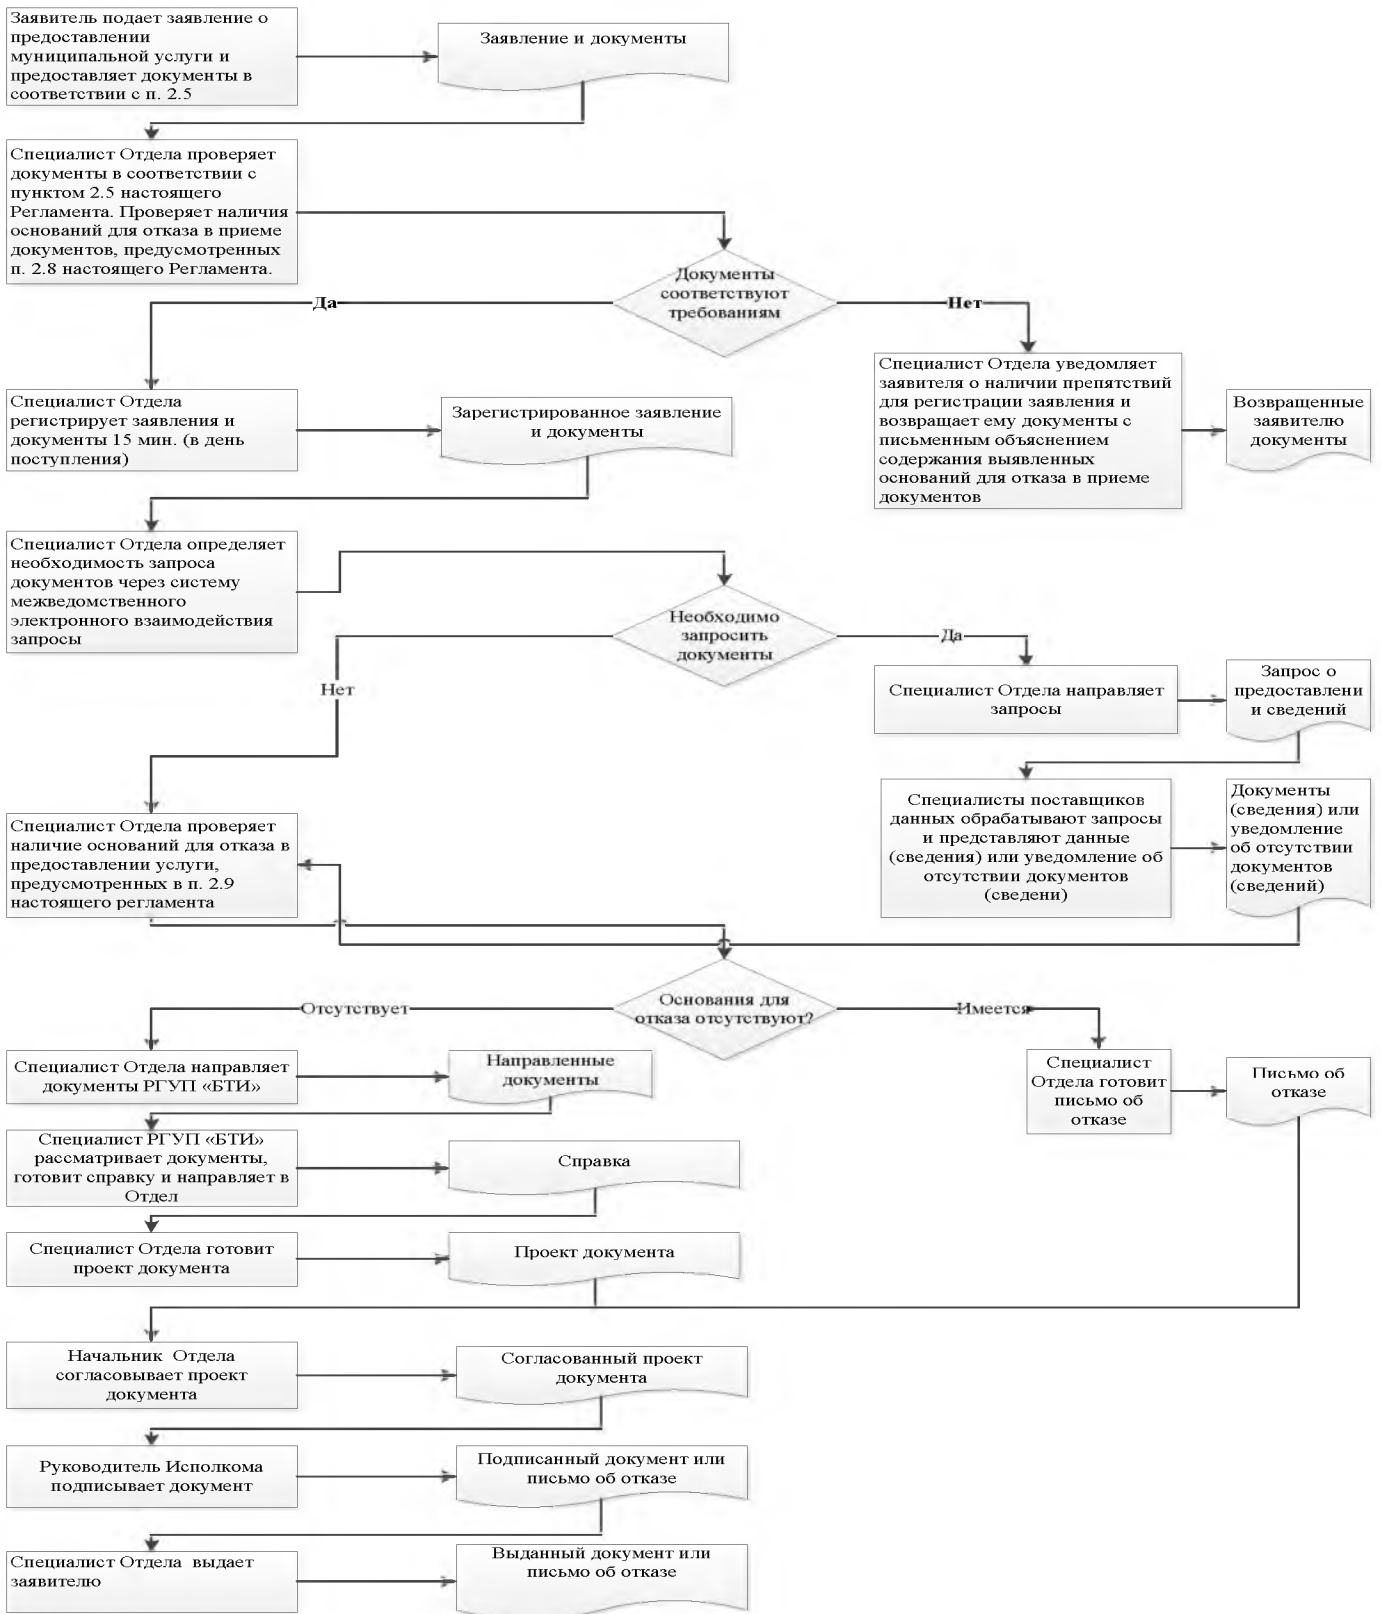 Заявитель подает заявление о
предоставлении
муниципальной услуги и
предоставляет документы в
соответствии с п. 2.5
Заявление и документы
Специалист Отдела проверяет
документы в соответствии с
пунктом 2.5 настоящего
Регламента. Проверяет наличия
оснований для отказа в приеме
документов, предусмотренных
п. 2.8 настоящего Регламента.
Документы
соответствуют
требованиям
Да
Нет
Специалист Отдела
регистрирует заявления и
документы 15 мин. (в день
поступления)
Зарегистрированное заявление
и документы
Специалист Отдела уведомляет
заявителя о наличии препятствий
для регистрации заявления и
возвращает ему документы с
письменным объяснением
содержания выявленных
оснований для отказа в приеме
документов
Возвращенные
заявителю
документы
Специалист Отдела определяет
необходимость запроса
документов через систему
межведомственного
электронного взаимодействия
запросы
Необходимо
запросить
документы
Да
Нет
Специалист Отдела направляет
запросы
Запрос о
предоставлени
и сведений
Специалисты поставщиков
данных обрабатывают запросы
и представляют данные
(сведения) или уведомление об
отсутствии документов
(сведени)
Документы
(сведения) или
уведомление
об отсутствии
документов
(сведений)
Специалист Отдела проверяет
наличие оснований для отказа в
предоставлении услуги,
предусмотренных в п. 2.9
настоящего регламента
Основания для
отказа отсутствуют?
Отсутствует
Имеется
Специалист Отдела направляет
документы РГУП «БТИ»
Направленные
документы
Специалист
Отдела готовит
письмо об
отказе
Письмо об
отказе
Специалист РГУП «БТИ»
рассматривает документы,
готовит справку и направляет в
Отдел
Справка
Специалист Отдела готовит
проект документа
Проект документа
Начальник Отдела
согласовывает проект
документа
Согласованный проект
документа
Руководитель Исполкома
подписывает документ
Подписанный документ или
письмо об отказе
Специалист Отдела выдает
заявителю
Выданный документ или
письмо об отказе